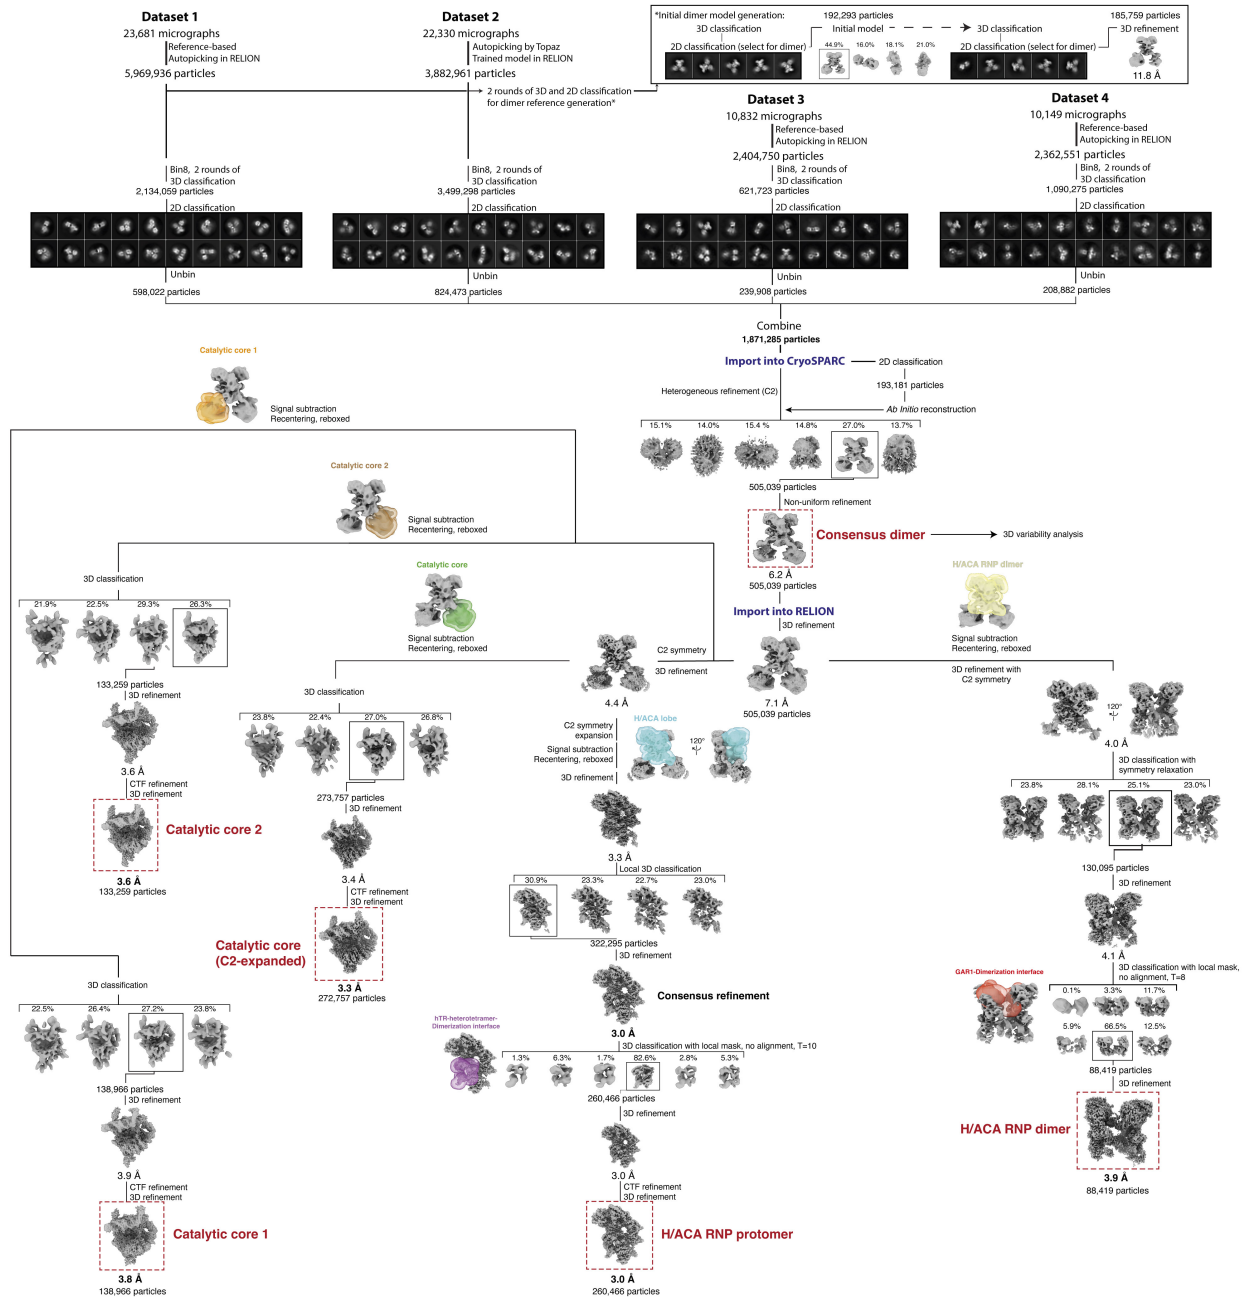 Dataset 1
23,681 micrographs
Reference-based
Autopicking in RELION
5,969,936 particles
Dataset 2
22,330 micrographs
Autopicking by Topaz
Trained model in RELION
3,882,961 particles
*Initial dimer model generation:
3D classification
2D classification (select for dimer)
192,293 particles
Initial model
44.9%
16.0%
18.1%
21.0%
3D classification
2D classification (select for dimer)
185,759 particles
3D refinement
11.8 Å
2 rounds of 3D and 2D classification
for dimer reference generation*
Dataset 3
10,832 micrographs
Reference-based
Autopicking in RELION
2,404,750 particles
Dataset 4
10,149 micrographs
Reference-based
Autopicking in RELION
2,362,551 particles
Bin8, 2 rounds of
3D classification
2,134,059 particles
2D classification
Bin8, 2 rounds of
3D classification
3,499,298 particles
2D classification
Bin8, 2 rounds of
3D classification
621,723 particles
2D classification
Bin8, 2 rounds of
3D classification
1,090,275 particles
2D classification
Unbin
598,022 particles
Unbin
824,473 particles
Unbin
239,908 particles
Unbin
208,882 particles
Combine
1,871,285 particles
Import into CryoSPARC
2D classification
193,181 particles
Ab Initio reconstruction
Heterogeneous refinement (C2)
15.1%
14.0%
15.4 %
14.8%
27.0%
13.7%
505,039 particles
Non-uniform refinement
Consensus dimer
3D variability analysis
6.2 Å
505,039 particles
Import into RELION
3D refinement
7.1 Å
505,039 particles
Catalytic core 1
Signal subtraction
Recentering, reboxed
Catalytic core 2
Signal subtraction
Recentering, reboxed
Catalytic core
Signal subtraction
Recentering, reboxed
H/ACA RNP dimer
Signal subtraction
Recentering, reboxed
3D classification
21.9%
22.5%
29.3%
26.3%
133,259 particles
3D refinement
3.6 Å
CTF refinement
3D refinement
Catalytic core 2
3.6 Å
133,259 particles
3D classification
23.8%
22.4%
27.0%
26.8%
273,757 particles
3D refinement
3.4 Å
CTF refinement
3D refinement
Catalytic core
(C2-expanded)
3.3 Å
272,757 particles
C2 symmetry
3D refinement
4.4 Å
C2 symmetry
expansion
Signal subtraction
Recentering, reboxed
3D refinement
H/ACA lobe
120°
3.3 Å
Local 3D classification
30.9%
23.3%
22.7%
23.0%
322,295 particles
3D refinement
Consensus refinement
3.0 Å
hTR-heterotetramer-
Dimerization interface
3D classification with local mask, no alignment, T=10
1.3%
6.3%
1.7%
82.6%
2.8%
5.3%
260,466 particles
3D refinement
3.0 Å
CTF refinement
3D refinement
H/ACA RNP protomer
3.0 Å
260,466 particles
3D refinement with
C2 symmetry
120°
4.0 Å
3D classification with
symmetry relaxation
23.8%
28.1%
25.1%
23.0%
130,095 particles
3D refinement
4.1 Å
3D classification with local mask,
no alignment, T=8
GAR1-Dimerization interface
0.1%
3.3%
11.7%
5.9%
66.5%
12.5%
88,419 particles
3D refinement
H/ACA RNP dimer
3.9 Å
88,419 particles
3D classification
22.5%
26.4%
27.2%
23.8%
138,966 particles
3D refinement
3.9 Å
CTF refinement
3D refinement
Catalytic core 1
3.8 Å
138,966 particles